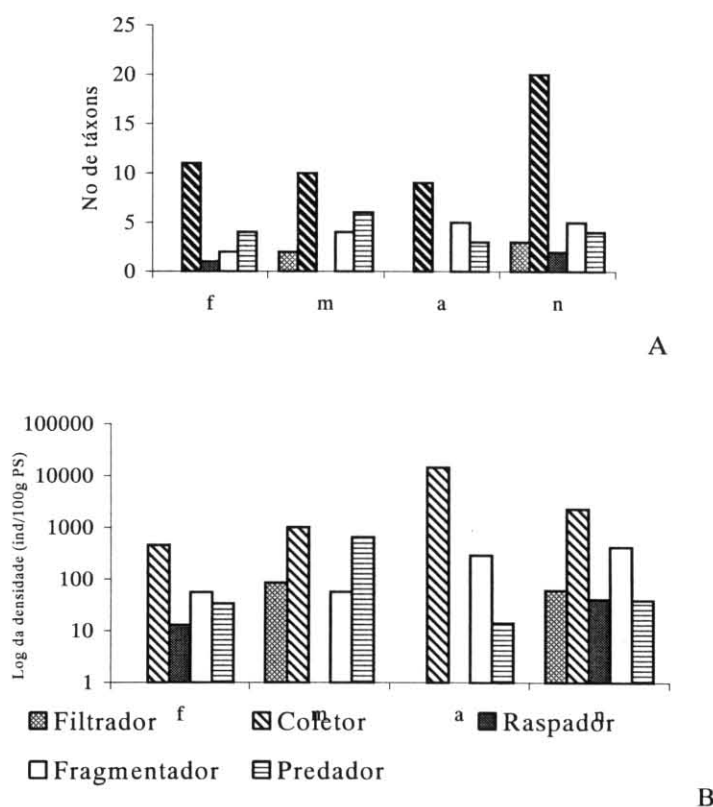 No de táxons
25
20
15
10
5
0
f m a n
A
Log da densidade (ind/100g PS)
100000
10000
1000
100
10
1
f m a n
Filtrador Coletor Raspador
Fragmentador Predador
B